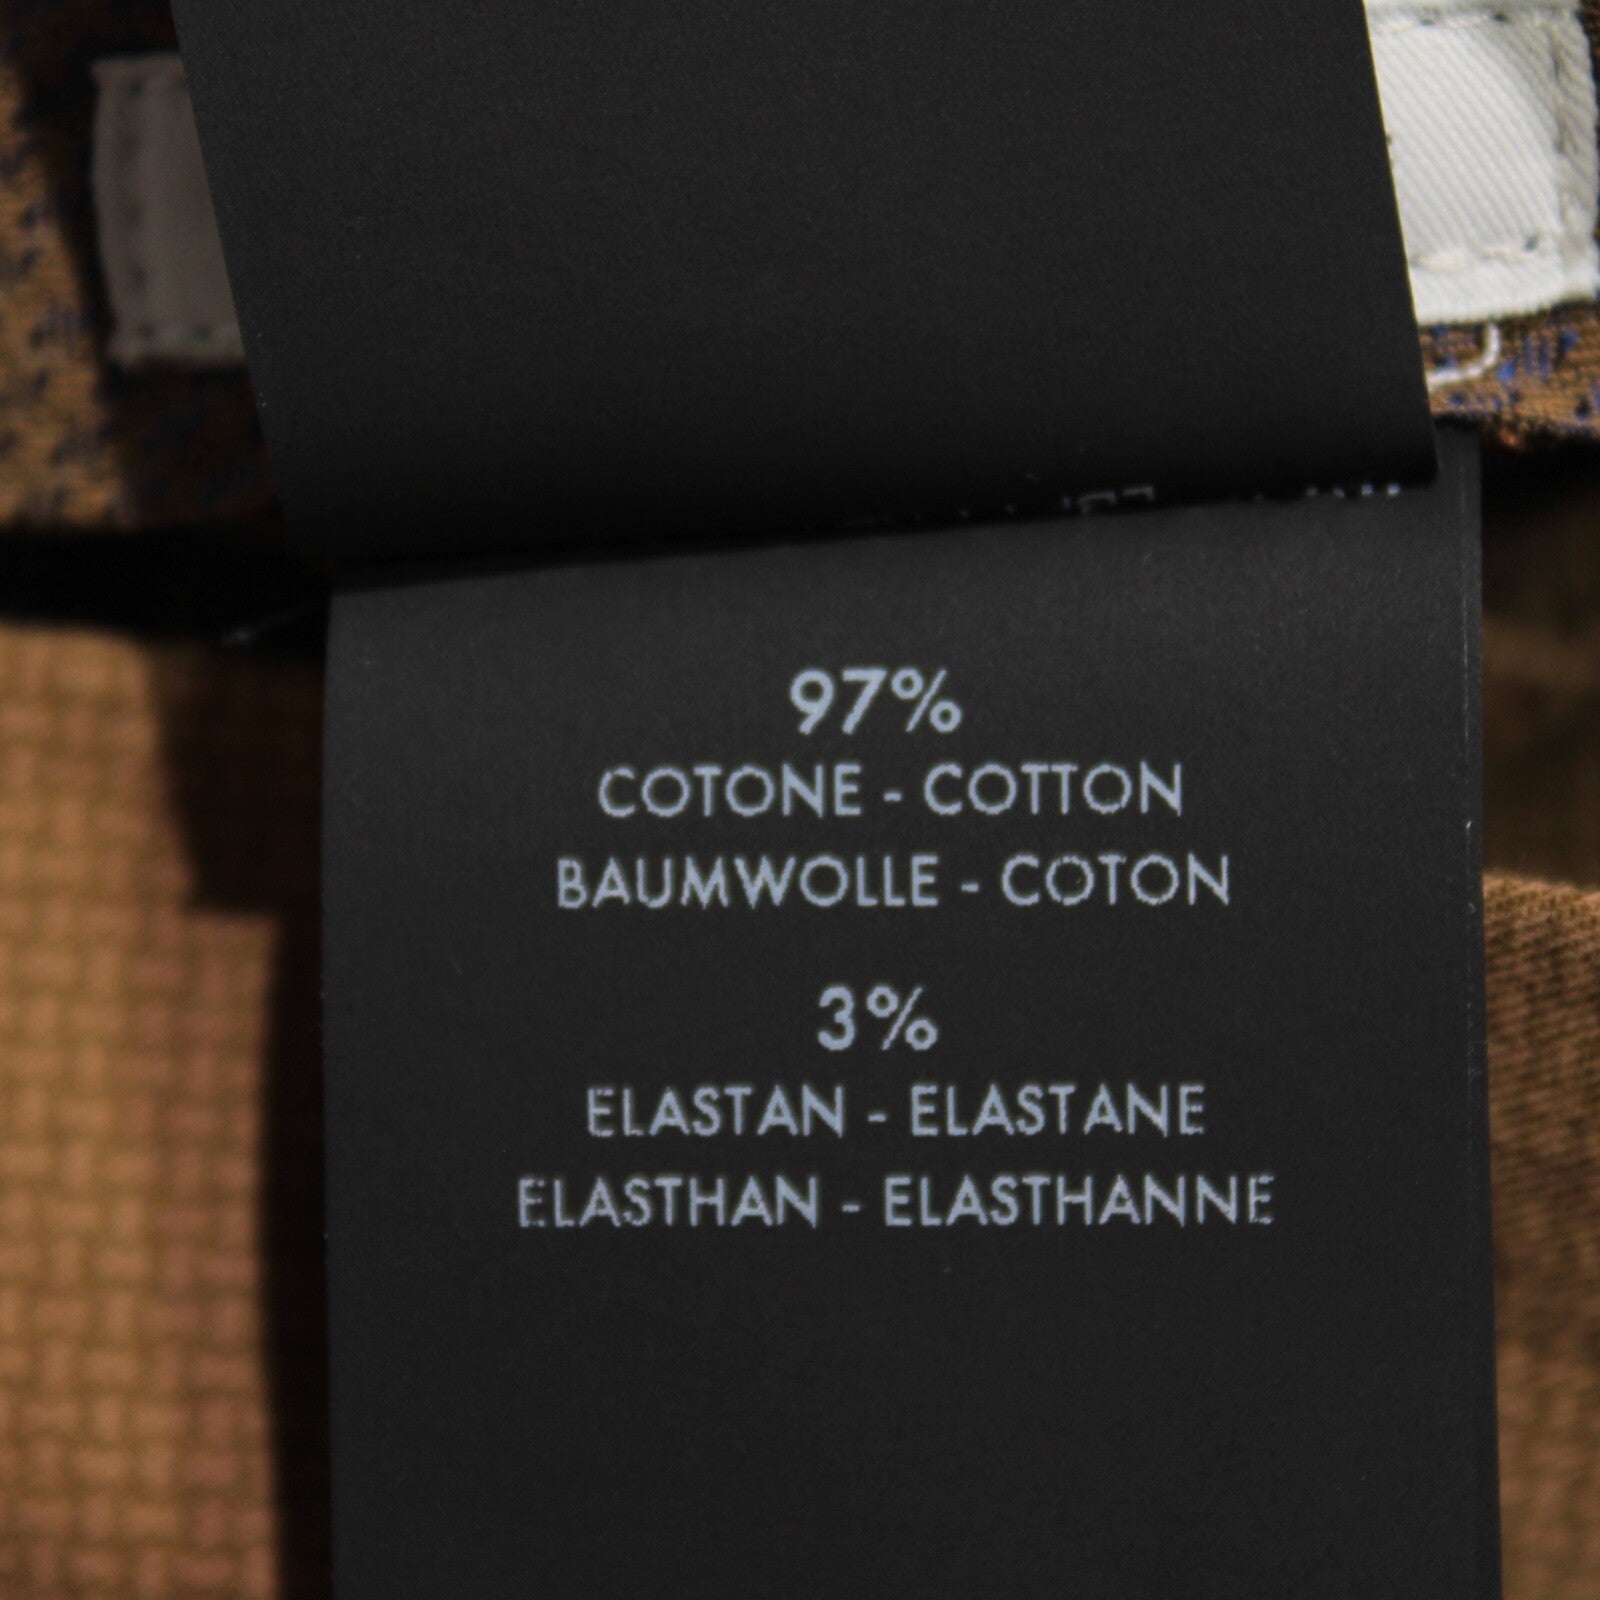 97%
COTONE - COTTON
BAUMWOLLE - COTON
3%
ELASTAN - ELASTANE
ELASTHAN - ELASTHANNE